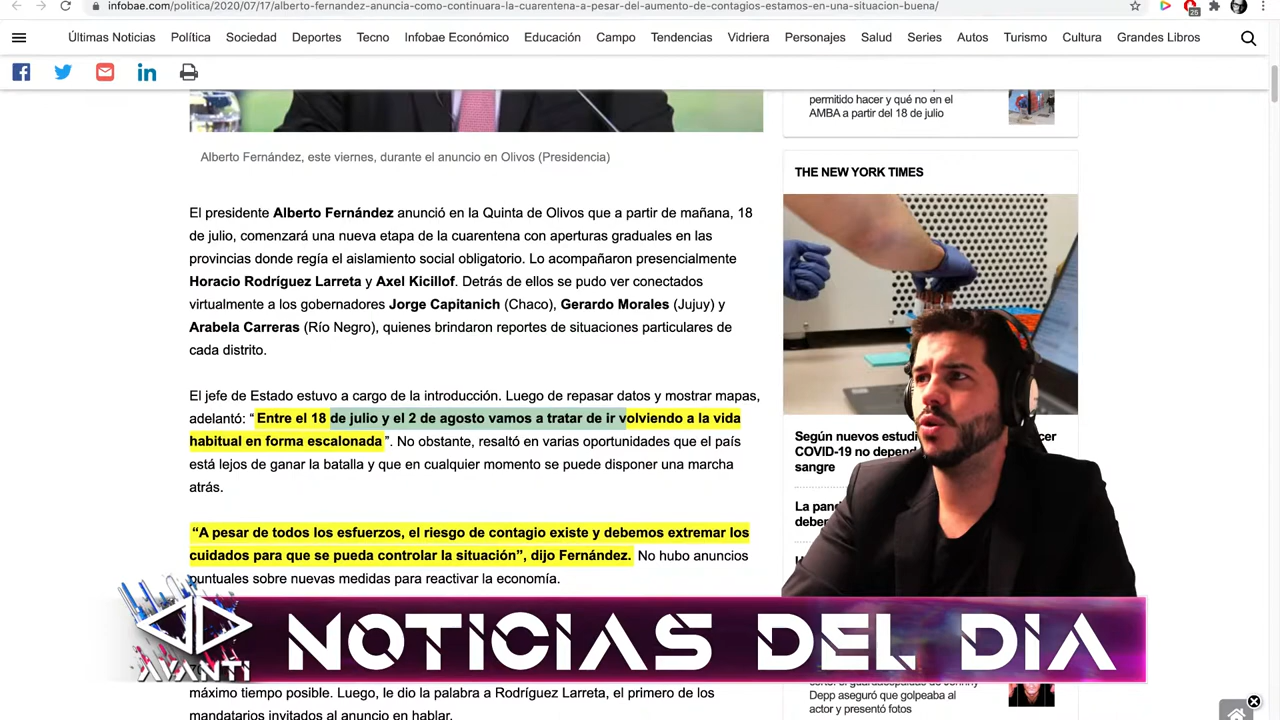 infobae.com/politica/2020/07/17/alberto-fernandez-anuncia-como-continuara-la-cuarentena-a-pesar-del-aumento-de-contagios-estamos-en-una-situacion-buena/
25
Últimas Noticias Política Sociedad Deportes Tecno Infobae Económico Educación Campo Tendencias Vidriera Personajes Salud Series Autos Turismo Cultura Grandes Libros
permitido hacer y qué no en el
AMBA a partir del 18 de julio
Alberto Fernández, este viernes, durante el anuncio en Olivos (Presidencia)
THE NEW YORK TIMES
El presidente Alberto Fernández anunció en la Quinta de Olivos que a partir de mañana, 18
de julio, comenzará una nueva etapa de la cuarentena con aperturas graduales en las
provincias donde regía el aislamiento social obligatorio. Lo acompañaron presencialmente
Horacio Rodríguez Larreta y Axel Kicillof. Detrás de ellos se pudo ver conectados
virtualmente a los gobernadores Jorge Capitanich (Chaco), Gerardo Morales (Jujuy) y
Arabela Carreras (Río Negro), quienes brindaron reportes de situaciones particulares de
cada distrito.
El jefe de Estado estuvo a cargo de la introducción. Luego de repasar datos y mostrar mapas,
adelantó: “Entre el 18 de julio y el 2 de agosto vamos a tratar de ir volviendo a la vida
habitual en forma escalonada”. No obstante, resaltó en varias oportunidades que el país
está lejos de ganar la batalla y que en cualquier momento se puede disponer una marcha
atrás.
Según nuevos
COVID-19 no
sangre
La
“A pesar de todos los esfuerzos, el riesgo de contagio existe y debemos extremar los
cuidados para que se pueda controlar la situación”, dijo Fernández. No hubo anuncios
puntuales sobre nuevas medidas para reactivar la economía.
AVANTI
NOTICIAS DEL DIA
Depp aseguró que golpeaba al
actor y presentó fotos
máximo tiempo posible. Luego, le dio la palabra a Rodríguez Larreta, el primero de los
mandatarios invitados al anuncio en hablar.